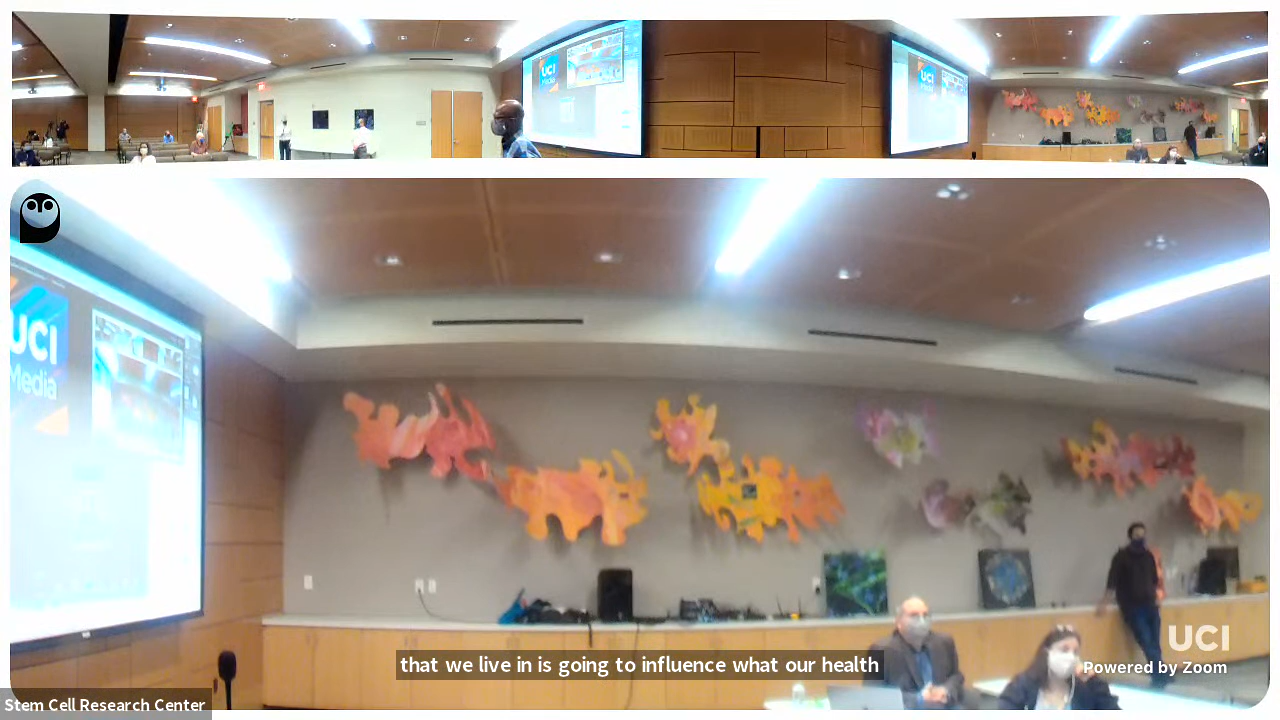 UCI
Media
UCI
Media
UCI
Media
that we live in is going to influence what our health
UCI
Powered by Zoom
Stem Cell Research Center